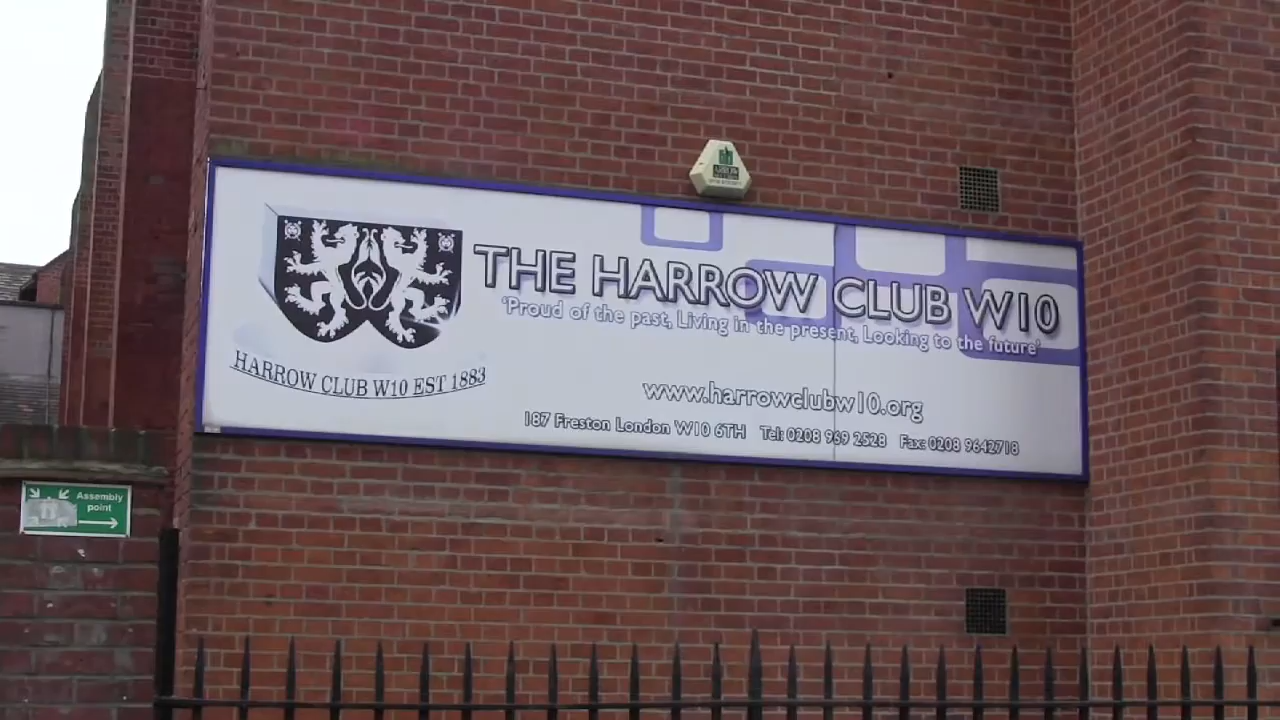 THE HARROW CLUB W10
'Proud of the past, Living in the present, Looking to the future'
HARROW CLUB W10 EST 1883
www.harrowclubw10.org
187 Freston London W10 6TH Tel: 0208 969 2528 Fax: 0208 9642718
Assembly
point